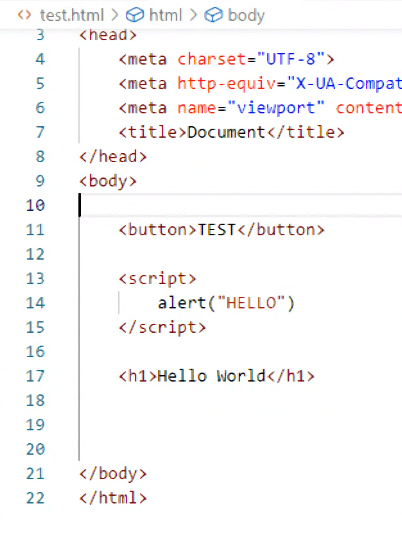 test.html > html > body
3 <head>
4 <meta charset="UTF-8">
5 <meta http-equiv="X-UA-Compat
6 <meta name="viewport" content
7 <title>Document</title>
8 </head>
9 <body>
10
11 <button>TEST</button>
12
13 <script>
14 alert("HELLO")
15 </script>
16
17 <h1>Hello World</h1>
18
19
20
21 </body>
22 </html>